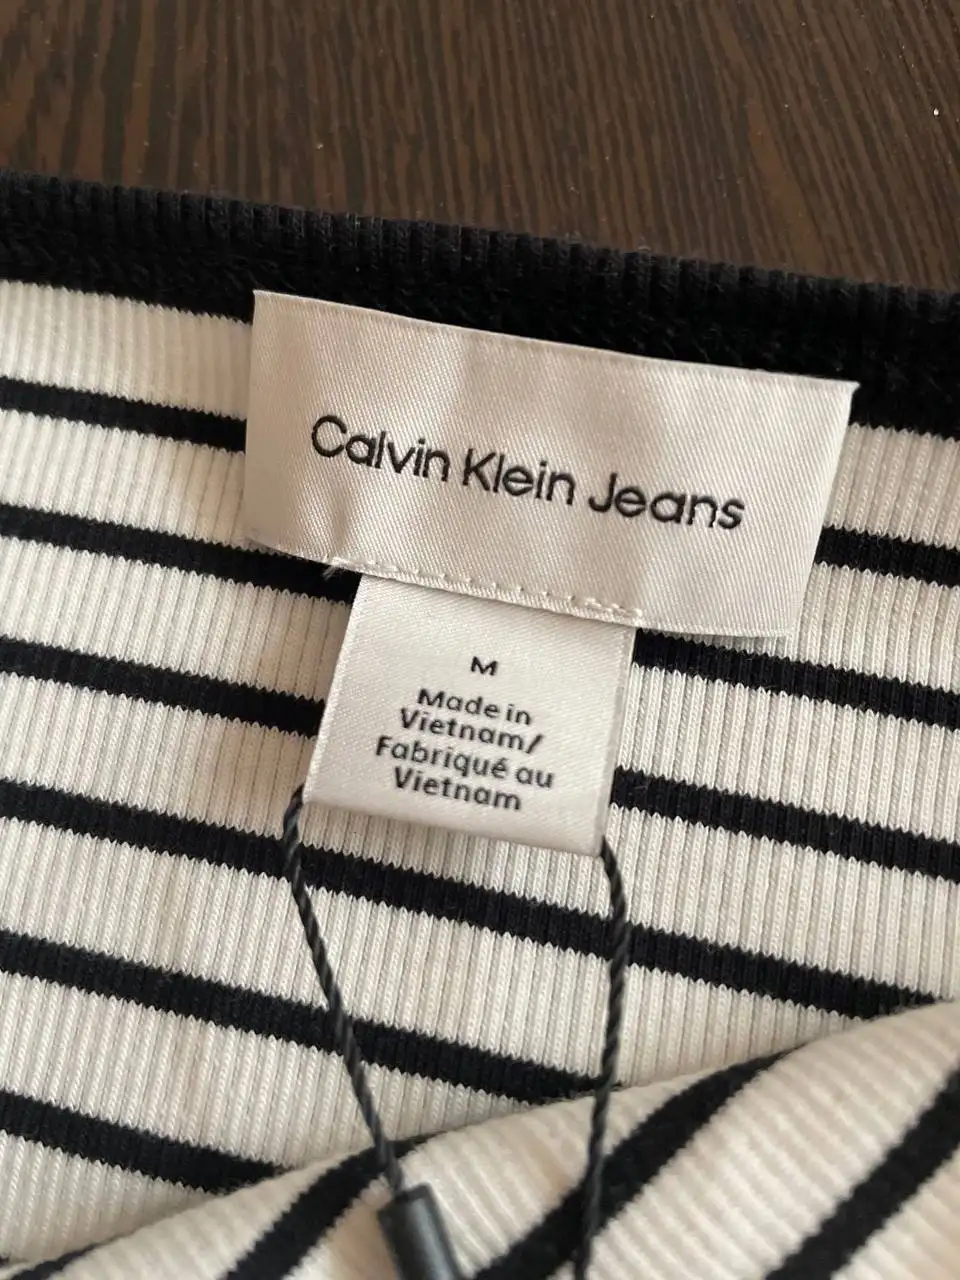 Calvin Klein Jeans
M
Made in
Vietnam/
Fabriqué au
Vietnam